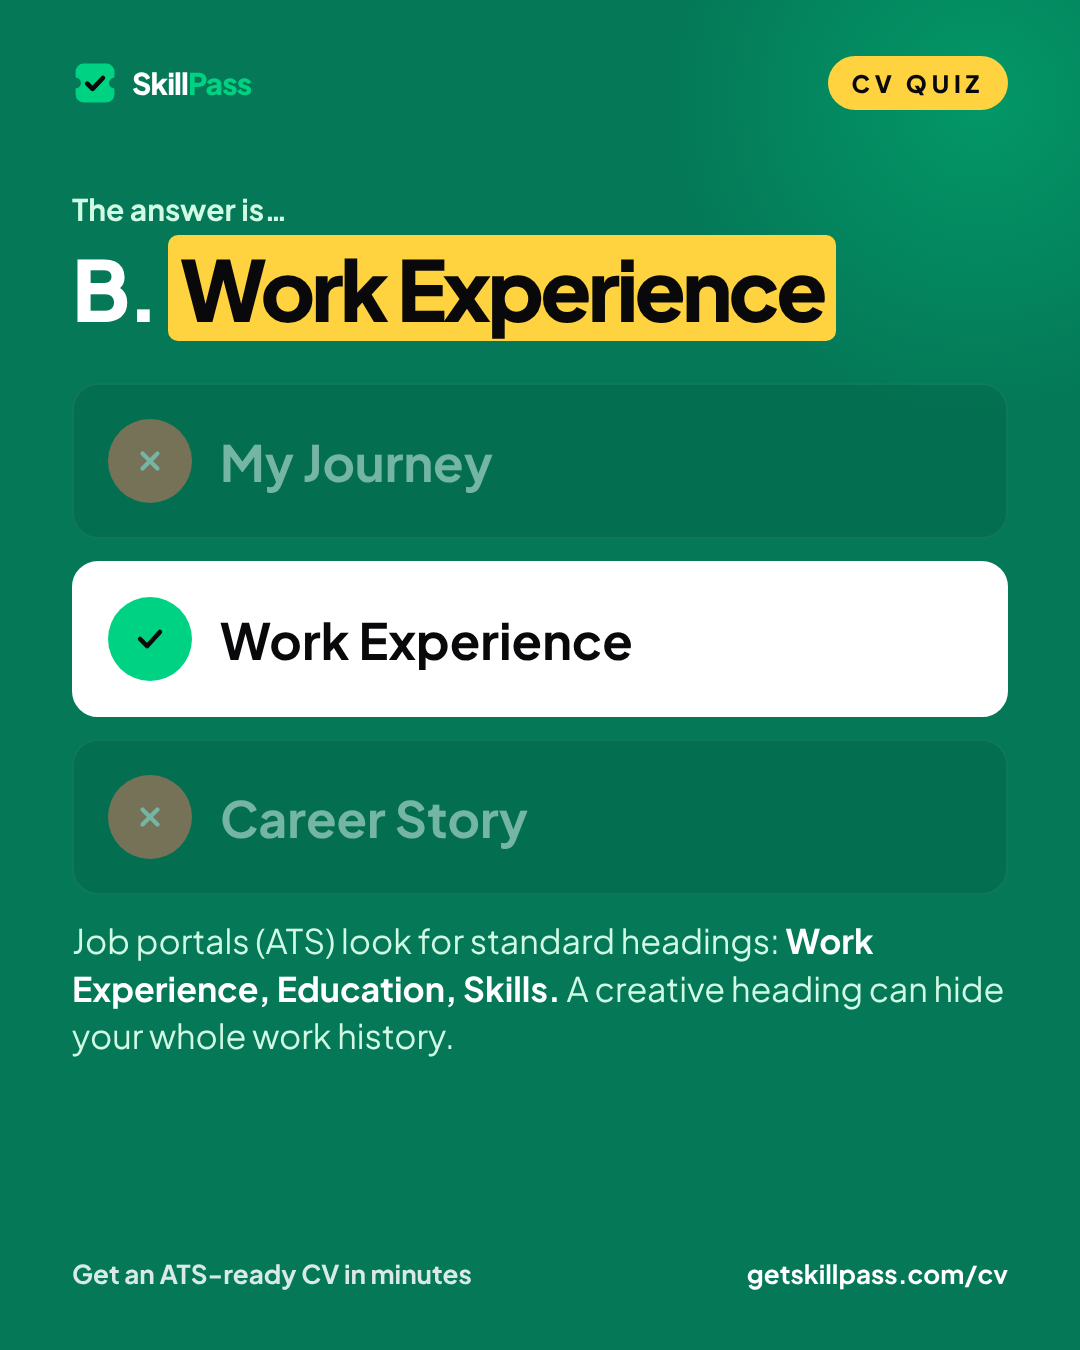 SkillPass
CV QUIZ
The answer is...
B. Work Experience
My Journey
Work Experience
Career Story
Job portals (ATS) look for standard headings: Work
Experience, Education, Skills. A creative heading can hide
your whole work history.
Get an ATS-ready CV in minutes
getskillpass.com/cv